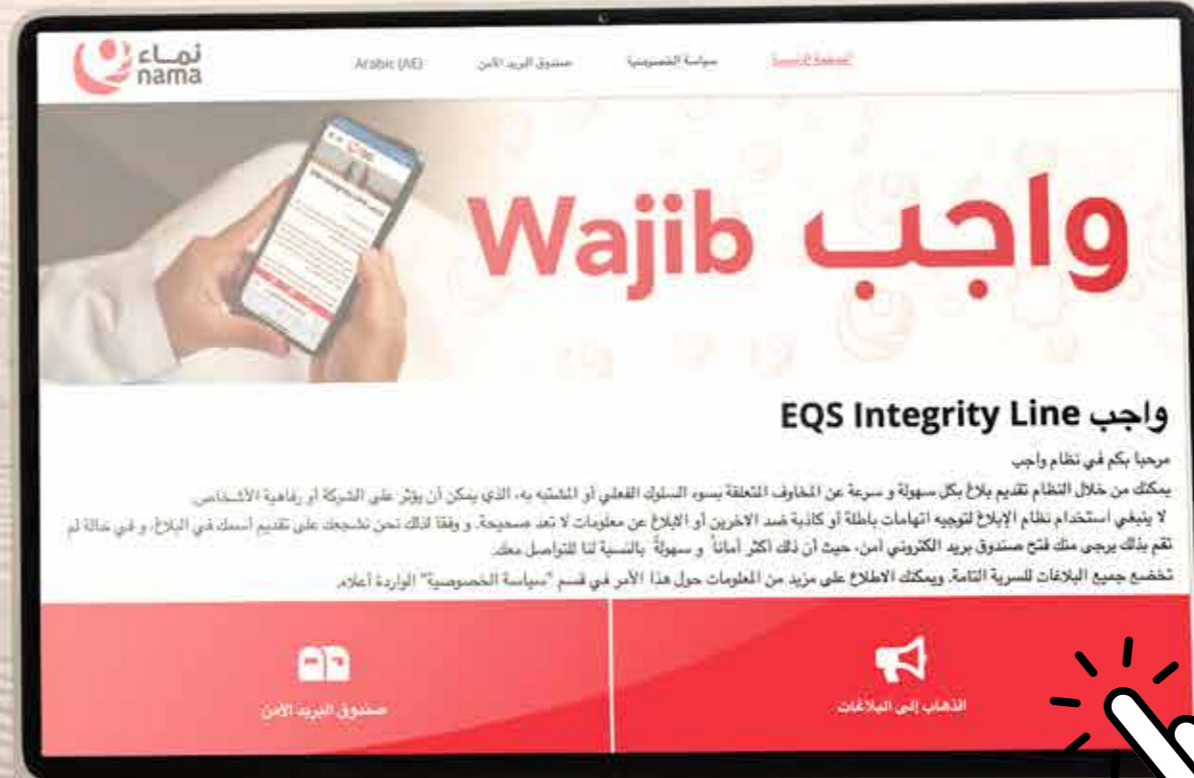 نماء
nama
الصفحة الرئيسية
سياسة الخصوصية
صندوق البريد الآمن
Arabic (AE)
واجب Wajib
واجب EQS Integrity Line
مرحبا بكم في نظام واجب
يمكنك من خلال النظام تقديم بلاغ بكل سهولة و سرعة عن المخاوف المتعلقة بسوء السلوك الفعلي أو المشتبه به، الذي يمكن أن يؤثر على الشركة أو رفاهية الأشخاص.
لا ينبغي استخدام نظام الإبلاغ لتوجيه اتهامات باطلة أو كاذبة ضد الاخرين أو الابلاغ عن معلومات لا تعد صحيحة. و وفقا لذلك نحن نشجعك على تقديم أسمك في البلاغ، و في حالة لم
تقم بذلك يرجى منك فتح صندوق بريد الكتروني آمن، حيث أن ذلك أكثر أماناً و سهولةً بالنسبة لنا للتواصل معك.
تخضع جميع البلاغات للسرية التامة. ويمكنك الاطلاع على مزيد من المعلومات حول هذا الأمر في قسم "سياسة الخصوصية" الواردة أعلاه.
الذهاب إلى البلاغات
صندوق البريد الآمن